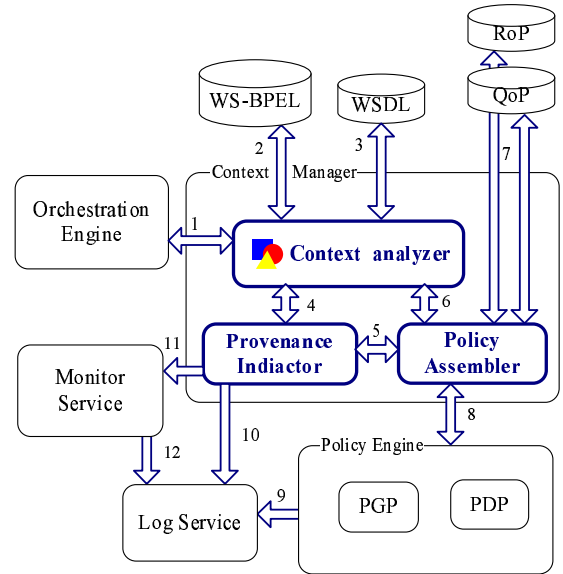 RoP
WS-BPEL
WSDL
QoP
2
3
7
Context Manager
Orchestration
Engine
1
Context analyzer
4
6
Provenance
Indiactor
5
Policy
Assembler
11
Monitor
Service
12
10
8
Policy Engine
Log Service
9
PGP
PDP